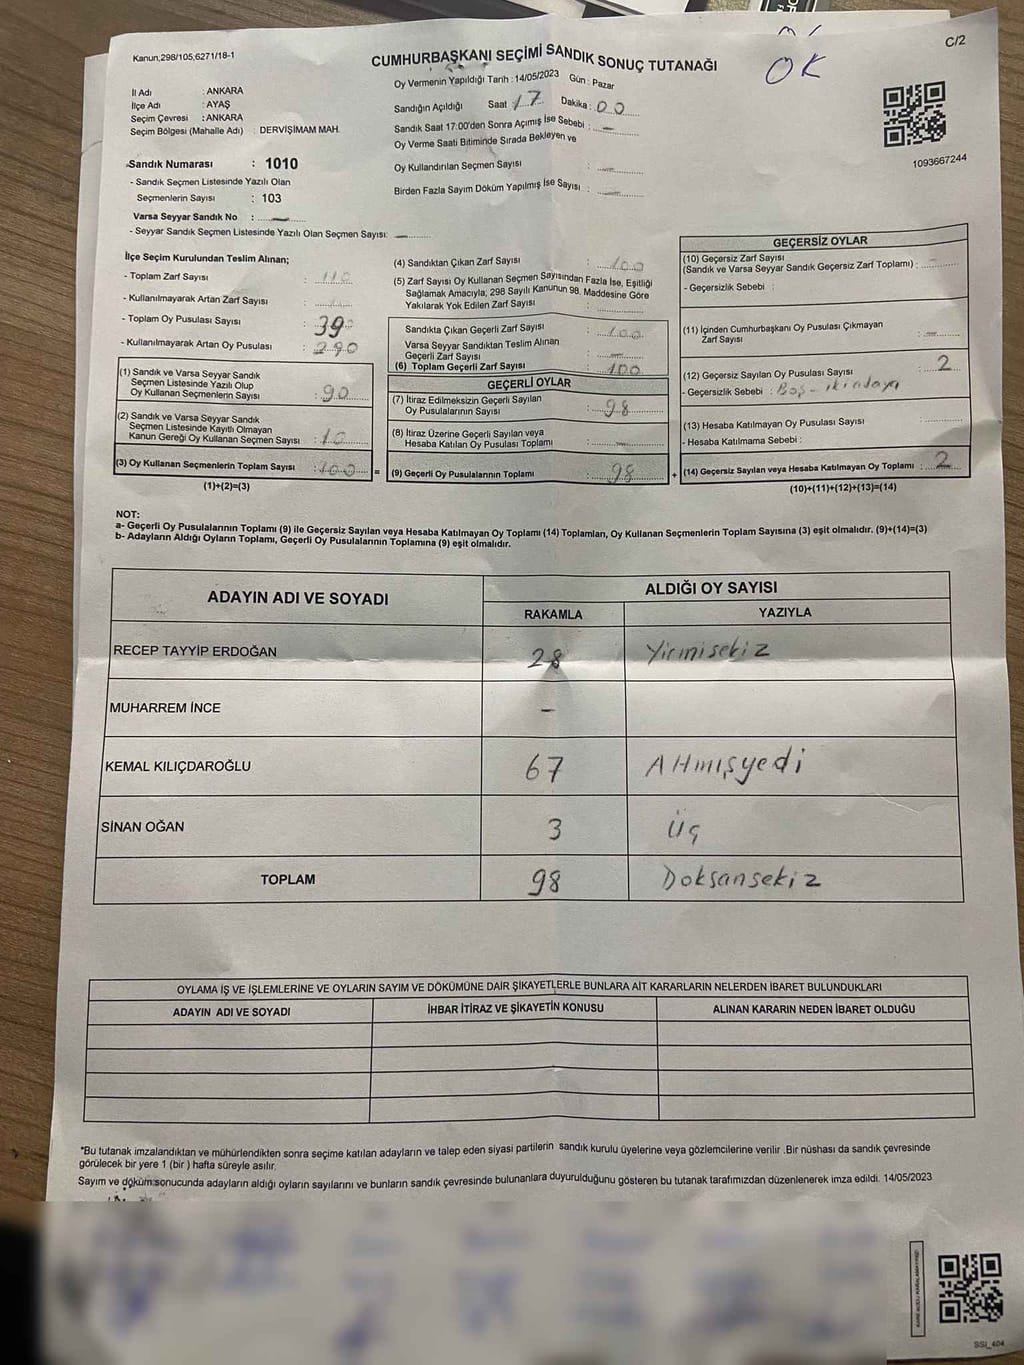 Kanun,298/105,6271/18-1
CUMHURBAŞKANI SEÇİMİ SANDIK SONUÇ TUTANAĞI
C/2
ÖK
Oy Vermenin Yapıldığı Tarih : 14/05/2023 Gün : Pazar
İl Adı : ANKARA
İlçe Adı : AYAŞ
Seçim Çevresi : ANKARA
Seçim Bölgesi (Mahalle Adı) : DERVİŞİMAM MAH.
Sandığın Açıldığı Saat 17 Dakika : 00
Sandık Saat 17:00'den Sonra Açmış İse Sebebi : —
Oy Verme Saati Bitiminde Sırada Bekleyen ve
Oy Kullandırılan Seçmen Sayısı : —
Birden Fazla Sayım Döküm Yapılmış İse Sayısı : —
1093667244
Sandık Numarası : 1010
- Sandık Seçmen Listesinde Yazılı Olan
Seçmenlerin Sayısı : 103
Varsa Seyyar Sandık No : —
- Seyyar Sandık Seçmen Listesinde Yazılı Olan Seçmen Sayısı: —
İlçe Seçim Kurulundan Teslim Alınan;
- Toplam Zarf Sayısı : 110
- Kullanılmayarak Artan Zarf Sayısı :
- Toplam Oy Pusulası Sayısı : 390
- Kullanılmayarak Artan Oy Pusulası : 290
(1) Sandık ve Varsa Seyyar Sandık
Seçmen Listesinde Yazılı Olup
Oy Kullanan Seçmenlerin Sayısı : 90
(2) Sandık ve Varsa Seyyar Sandık
Seçmen Listesinde Kayıtlı Olmayan
Kanun Gereği Oy Kullanan Seçmen Sayısı : 10
(3) Oy Kullanan Seçmenlerin Toplam Sayısı : 100 =
(1)+(2)=(3)
(4) Sandıktan Çıkan Zarf Sayısı : 100
(5) Zarf Sayısı Oy Kullanan Seçmen Sayısından Fazla İse, Eşitliği
Sağlamak Amacıyla; 298 Sayılı Kanunun 98. Maddesine Göre
Yakılarak Yok Edilen Zarf Sayısı :
Sandıkta Çıkan Geçerli Zarf Sayısı : 100
Varsa Seyyar Sandıktan Teslim Alınan
Geçerli Zarf Sayısı : —
(6) Toplam Geçerli Zarf Sayısı : 100
GEÇERLİ OYLAR
(7) İtiraz Edilmeksizin Geçerli Sayılan
Oy Pusulalarının Sayısı : 98
(8) İtiraz Üzerine Geçerli Sayılan veya
Hesaba Katılan Oy Pusulası Toplamı : —
(9) Geçerli Oy Pusulalarının Toplamı : 98 +
GEÇERSİZ OYLAR
(10) Geçersiz Zarf Sayısı
(Sandık ve Varsa Seyyar Sandık Geçersiz Zarf Toplamı) :
- Geçersizlik Sebebi :
(11) İçinden Cumhurbaşkanı Oy Pusulası Çıkmayan
Zarf Sayısı : —
(12) Geçersiz Sayılan Oy Pusulası Sayısı : 2
- Geçersizlik Sebebi : Boş - iki adaya
(13) Hesaba Katılmayan Oy Pusulası Sayısı :
- Hesaba Katılmama Sebebi :
(14) Geçersiz Sayılan veya Hesaba Katılmayan Oy Toplamı : 2
(10)+(11)+(12)+(13)=(14)
NOT:
a- Geçerli Oy Pusulalarının Toplamı (9) ile Geçersiz Sayılan veya Hesaba Katılmayan Oy Toplamı (14) Toplamları, Oy Kullanan Seçmenlerin Toplam Sayısına (3) eşit olmalıdır. (9)+(14)=(3)
b- Adayların Aldığı Oyların Toplamı, Geçerli Oy Pusulalarının Toplamına (9) eşit olmalıdır.
ADAYIN ADI VE SOYADI
ALDIĞI OY SAYISI
RAKAMLA YAZIYLA
RECEP TAYYİP ERDOĞAN 28 Yirmisekiz
MUHARREM İNCE -
KEMAL KILIÇDAROĞLU 67 Altmışyedi
SİNAN OĞAN 3 Üç
TOPLAM 98 Doksansekiz
OYLAMA İŞ VE İŞLEMLERİNE VE OYLARIN SAYIM VE DÖKÜMÜNE DAİR ŞİKAYETLERLE BUNLARA AİT KARARLARIN NELERDEN İBARET BULUNDUKLARI
ADAYIN ADI VE SOYADI İHBAR İTİRAZ VE ŞİKAYETİN KONUSU ALINAN KARARIN NEDEN İBARET OLDUĞU
*Bu tutanak imzalandıktan ve mühürlendikten sonra seçime katılan adayların ve talep eden siyasi partilerin sandık kurulu üyelerine veya gözlemcilerine verilir .Bir nüshası da sandık çevresinde
görülecek bir yere 1 (bir ) hafta süreyle asılır.
Sayım ve döküm sonucunda adayların aldığı oyların sayılarını ve bunların sandık çevresinde bulunanlara duyurulduğunu gösteren bu tutanak tarafımızdan düzenlenerek imza edildi. 14/05/2023
SSI_404